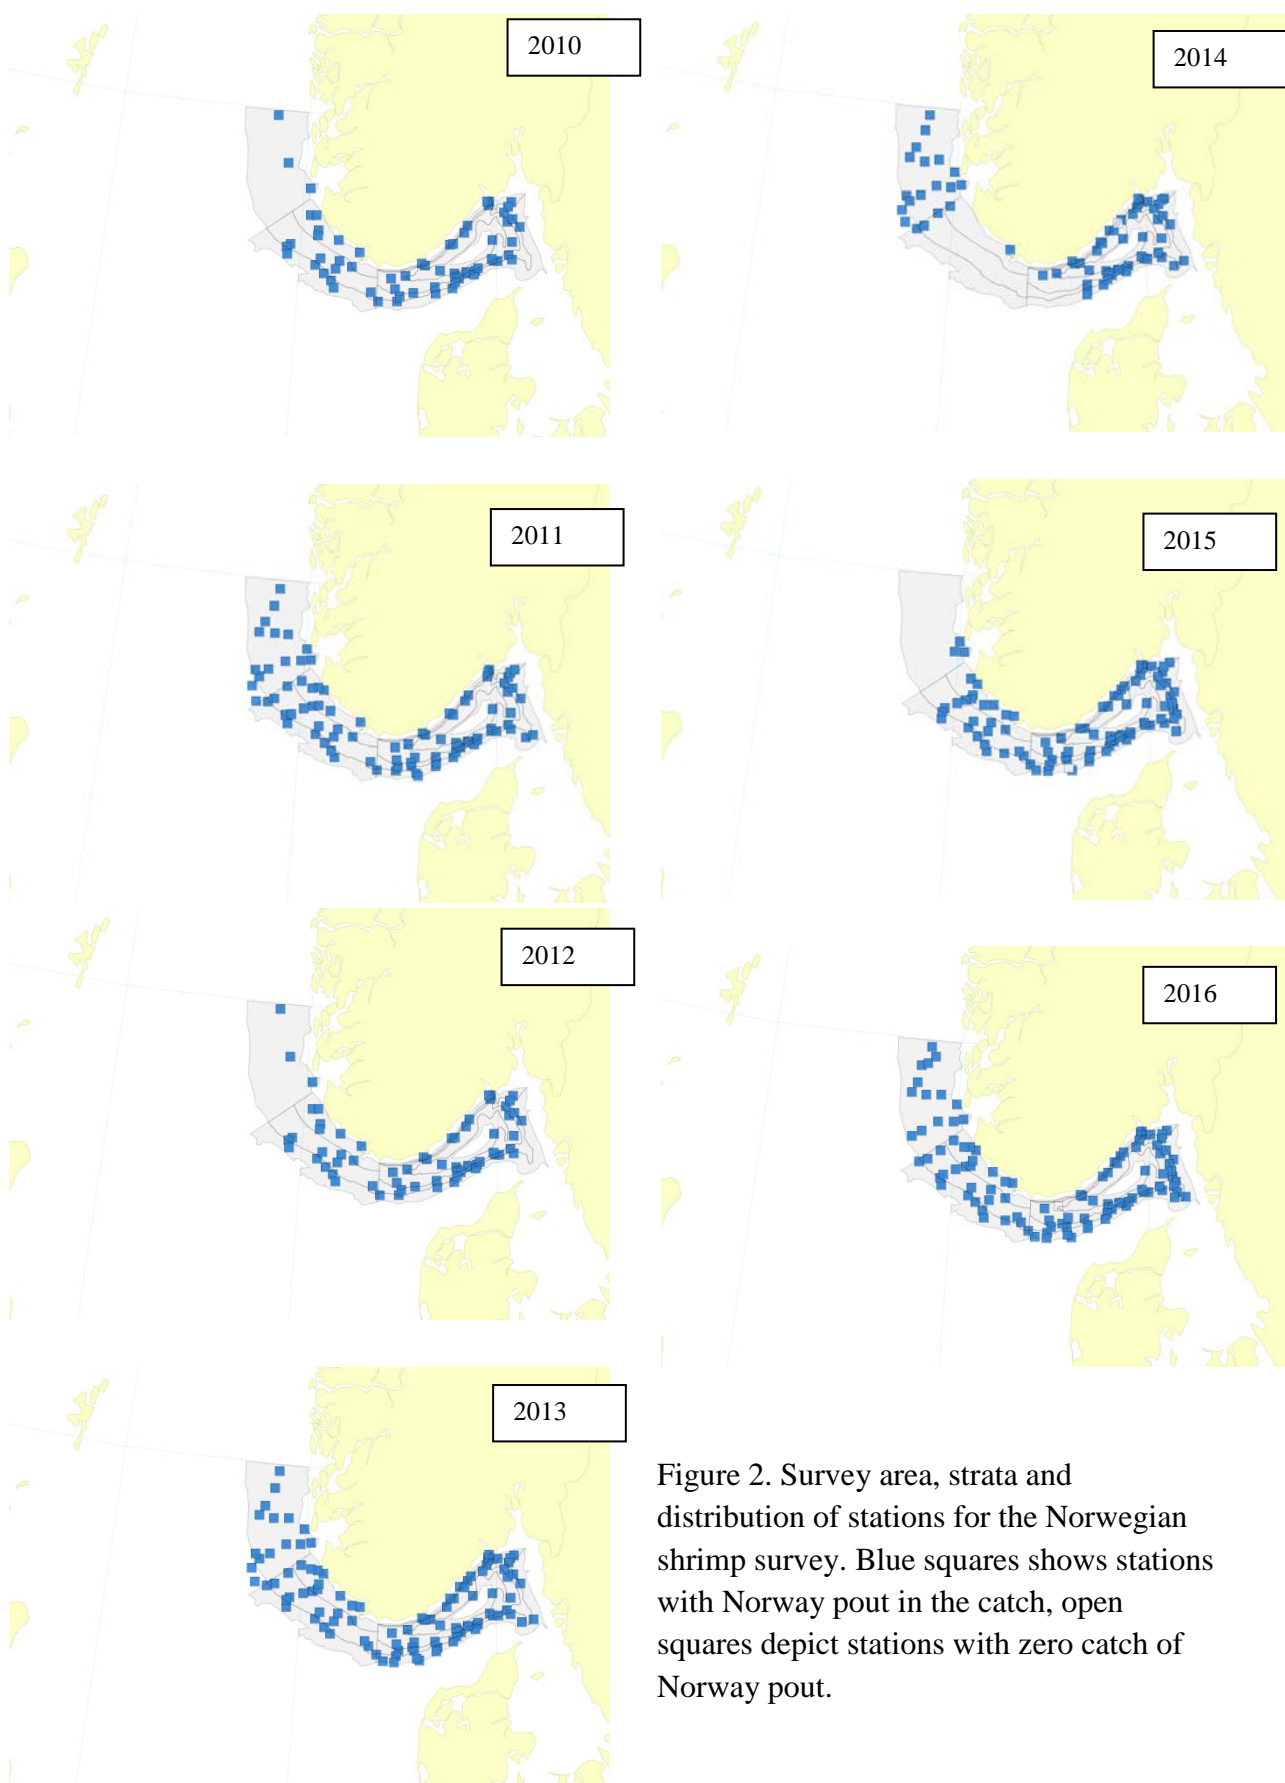 2010
2014
2011
2015
2012
2016
2013
Figure 2. Survey area, strata and
distribution of stations for the Norwegian
shrimp survey. Blue squares shows stations
with Norway pout in the catch, open
squares depict stations with zero catch of
Norway pout.